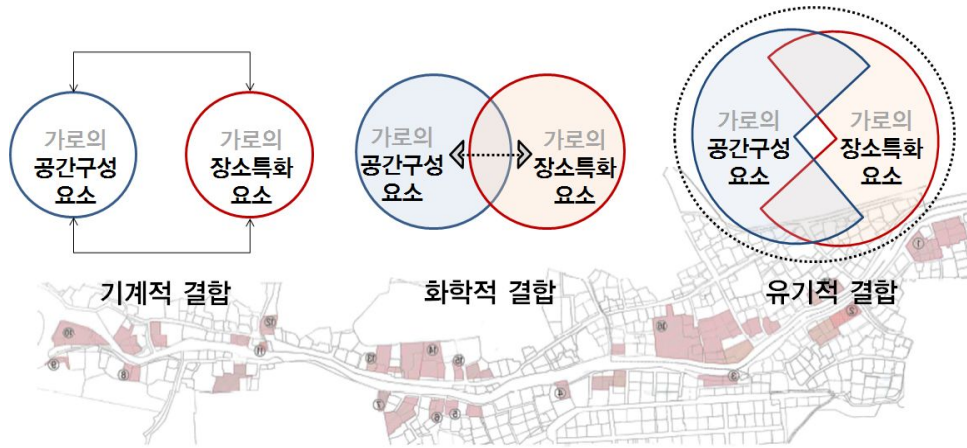 가로의
공간구성
요소
가로의
장소특화
요소
기계적 결합
가로의
공간구성
요소
가로의
장소특화
요소
화학적 결합
가로의
공간구성
요소
가로의
장소특화
요소
유기적 결합